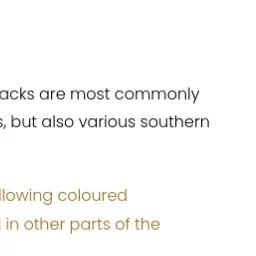 acks are most commonly
, but also various southern
llowing coloured
in other parts of the